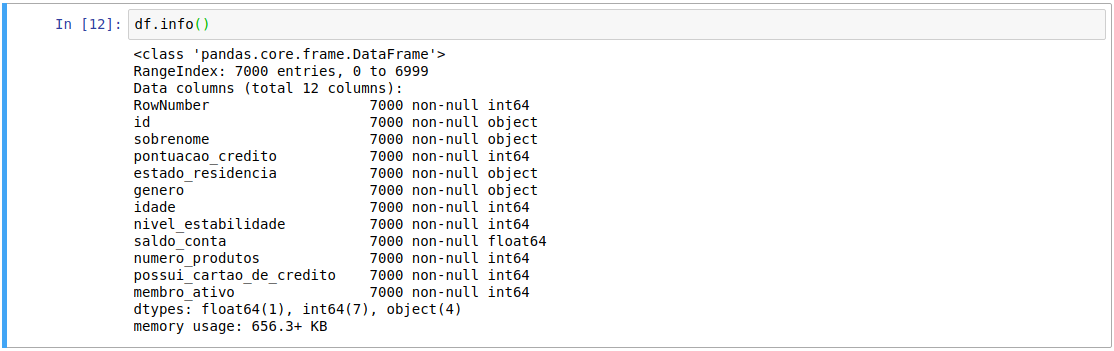 In [12]: df.info()
<class 'pandas.core.frame.DataFrame'>
RangeIndex: 7000 entries, 0 to 6999
Data columns (total 12 columns):
RowNumber                   7000 non-null int64
id                          7000 non-null object
sobrenome                   7000 non-null object
pontuacao_credito           7000 non-null int64
estado_residencia           7000 non-null object
genero                      7000 non-null object
idade                       7000 non-null int64
nivel_estabilidade          7000 non-null int64
saldo_conta                 7000 non-null float64
numero_produtos             7000 non-null int64
possui_cartao_de_credito    7000 non-null int64
membro_ativo                7000 non-null int64
dtypes: float64(1), int64(7), object(4)
memory usage: 656.3+ KB